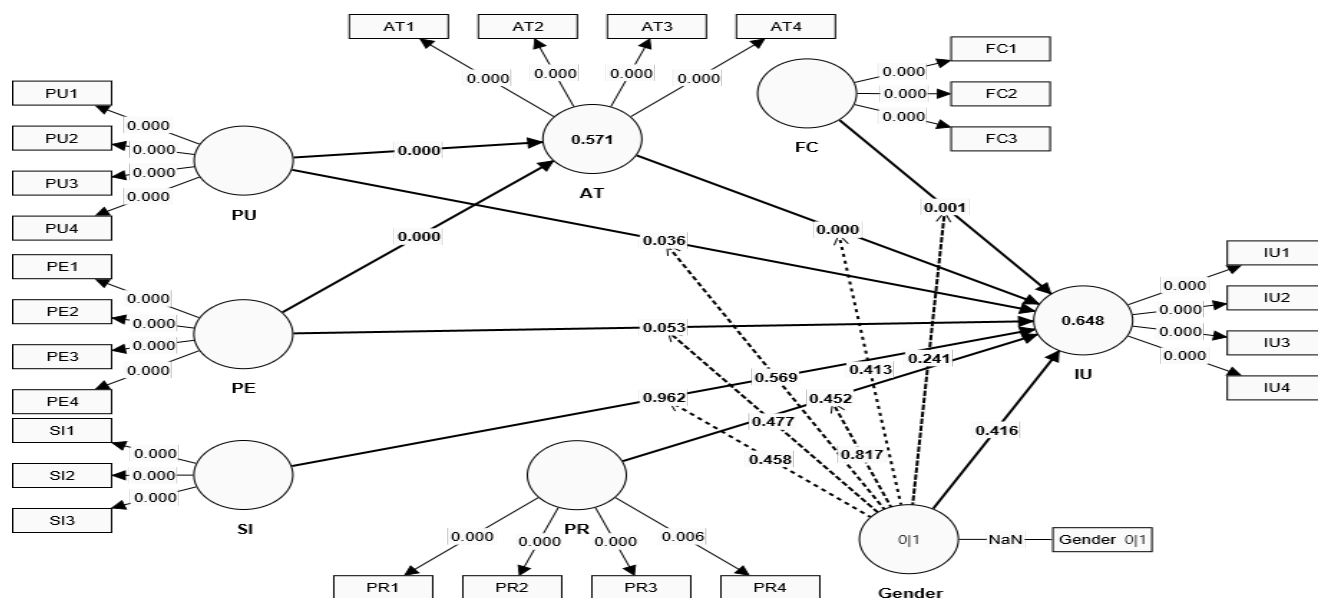 AT1
AT2
AT3
AT4
0.000
0.000
0.000
0.000
0.571
AT
FC1
FC2
FC3
0.000
0.000
0.000
FC
PU1
PU2
PU3
PU4
0.000
0.000
0.000
0.000
PU
0.000
0.000
0.036
0.000
0.001
PE1
PE2
PE3
PE4
0.000
0.000
0.000
0.000
PE
0.053
IU1
IU2
IU3
IU4
0.000
0.000
0.000
0.000
0.648
IU
0.241
0.413
0.569
0.962
0.452
0.477
0.458
0.817
0.416
SI1
SI2
SI3
0.000
0.000
0.000
SI
PR
0.000
0.000
0.000
0.006
PR1
PR2
PR3
PR4
0|1
NaN
Gender 0|1
Gender